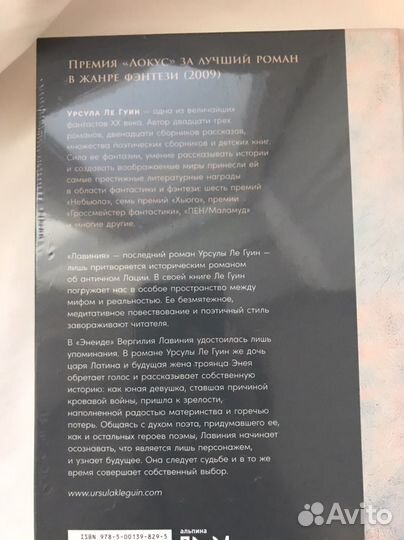 Премия «Локус» за лучший роман
в жанре фэнтези (2009)
Урсула Ле Гуин — одна из величайших
фантастов XX века. Автор двадцати трех
романов, двенадцати сборников рассказов,
множества поэтических сборников и детских книг.
Сила ее фантазии, умение рассказывать истории
и создавать воображаемые миры принесли ей
самые престижные литературные награды
в области фантастики и фэнтези: шесть премий
«Небьюла», семь премий «Хьюго», премии
«Гроссмейстер фантастики», «ПЕН/Маламуд»
и многие другие.
«Лавиния» — последний роман Урсулы Ле Гуин —
лишь притворяется историческим романом
об античном Лации. В своей книге Ле Гуин
погружает нас в особое пространство между
мифом и реальностью. Ее безмятежное,
медитативное повествование и поэтичный стиль
завораживают читателя.
В «Энеиде» Вергилия Лавиния удостоилась лишь
упоминания. В романе Урсулы Ле Гуин же дочь
царя Латина и будущая жена троянца Энея
обретает голос и рассказывает собственную
историю: как юная девушка, ставшая причиной
кровавой войны, пришла к зрелости,
наполненной радостью материнства и горечью
потерь. Общаясь с духом поэта, придумавшего ее,
как и остальных героев поэмы, Лавиния начинает
осознавать, что является лишь персонажем,
и узнает будущее. Она следует судьбе и в то же
время совершает собственный выбор.
www.ursulakleguin.com
ISBN 978-5-00139-829-5
альпина
Avito